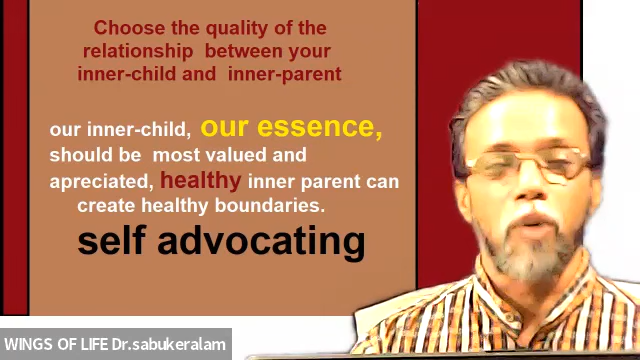 Choose the quality of the
relationship between your
inner-child and inner-parent
our inner-child, our essence,
should be most valued and
apreciated, healthy inner parent can
create healthy boundaries.
self advocating
WINGS OF LIFE Dr.sabukeralam